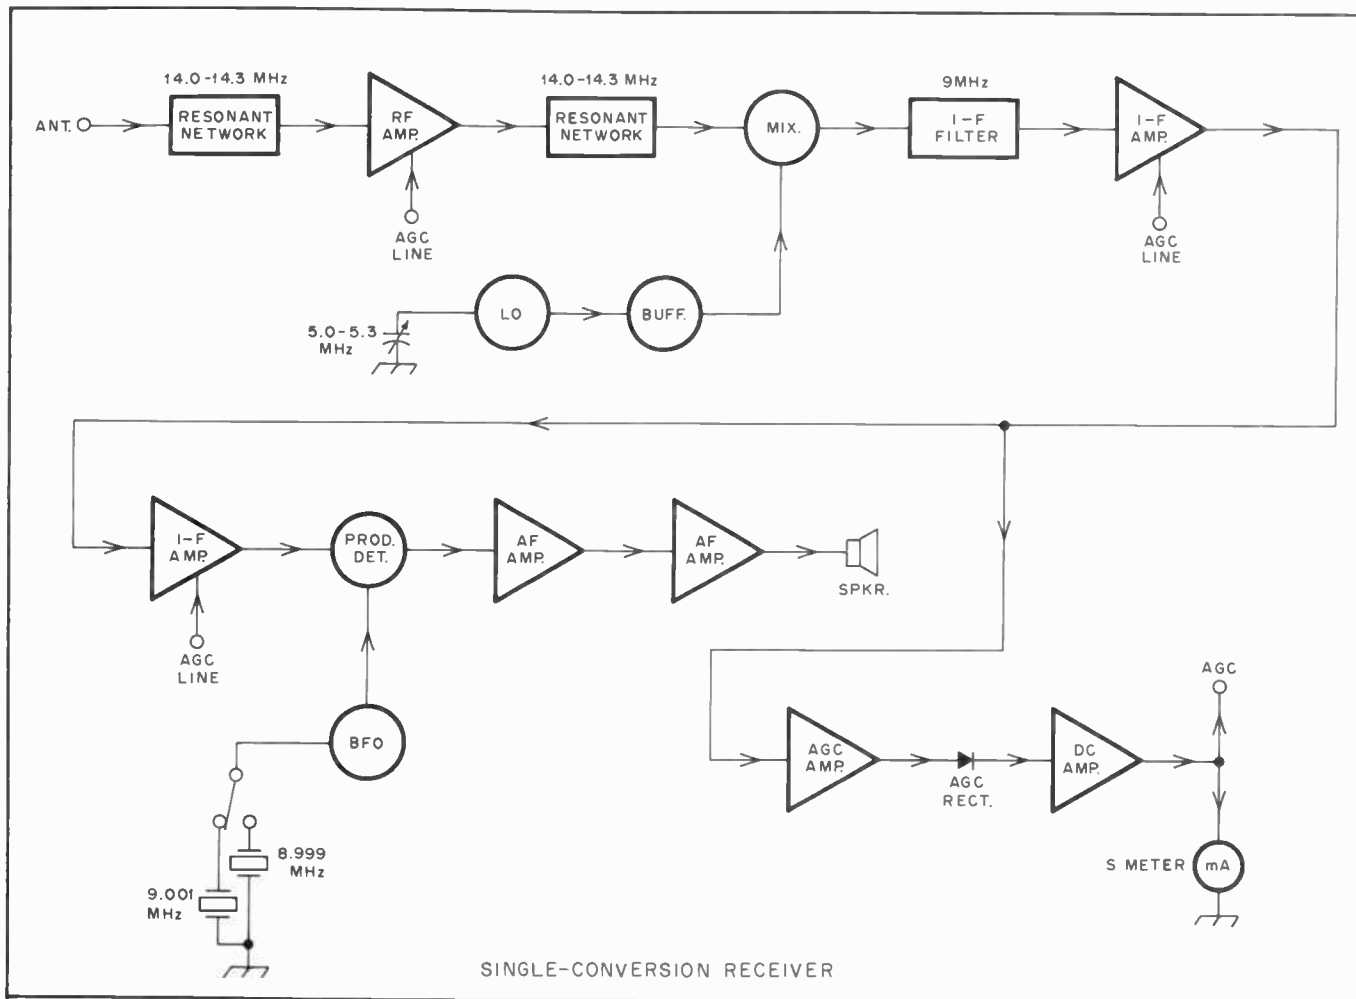 14.0-14.3 MHz
14.0-14.3 MHz
9MHz
ANT.
RESONANT
NETWORK
RF
AMP.
RESONANT
NETWORK
MIX.
I-F
FILTER
I-F
AMP.
AGC
LINE
AGC
LINE
5.0-5.3
MHz
LO
BUFF.
I-F
AMP.
PROD.
DET.
AF
AMP.
AF
AMP.
SPKR.
AGC
LINE
AGC
BFO
AGC
AMP.
AGC
RECT.
DC
AMP.
8.999
MHz
9.001
MHz
S METER
mA
SINGLE-CONVERSION RECEIVER